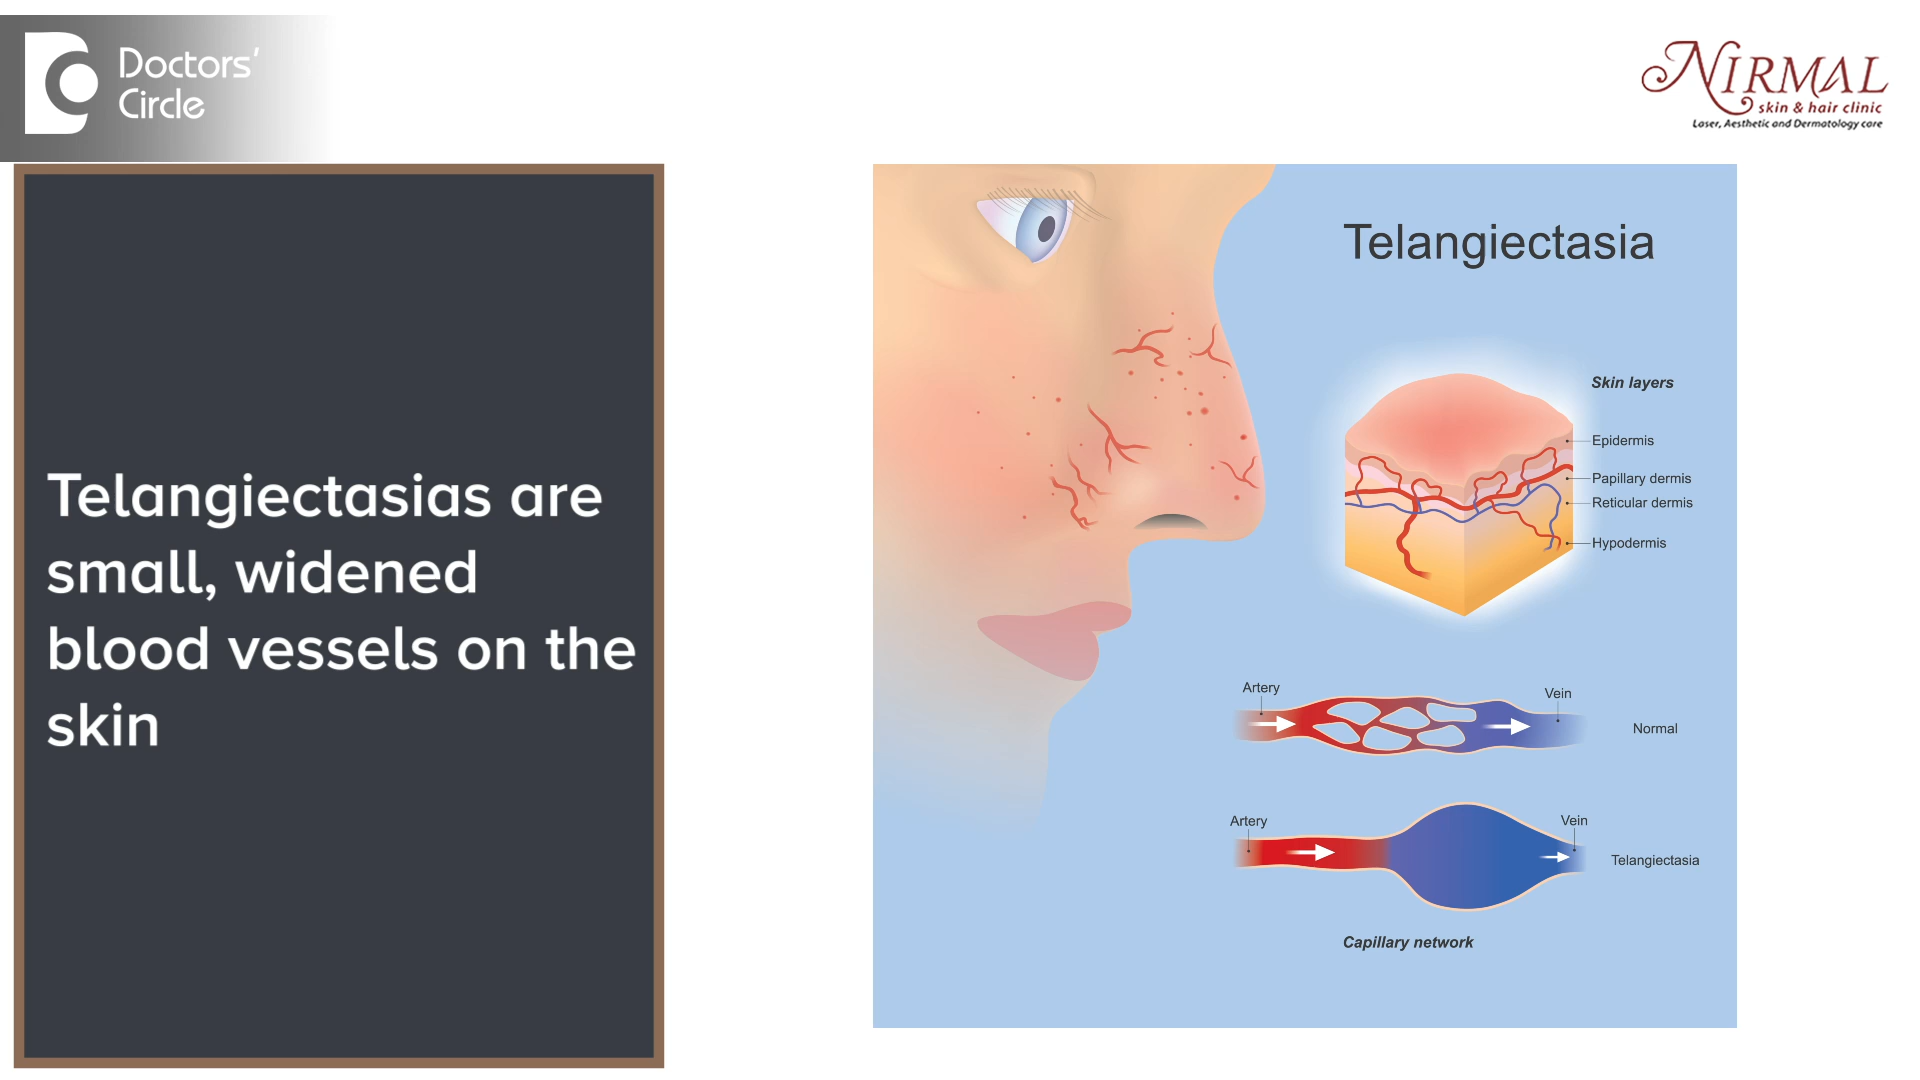 Doctors'
Circle
NIRMAL
skin & hair clinic
Laser, Aesthetic and Dermatology care
Telangiectasias are
small, widened
blood vessels on the
skin
Telangiectasia
Skin layers
Epidermis
Papillary dermis
Reticular dermis
Hypodermis
Artery
Vein
Normal
Artery
Vein
Telangiectasia
Capillary network